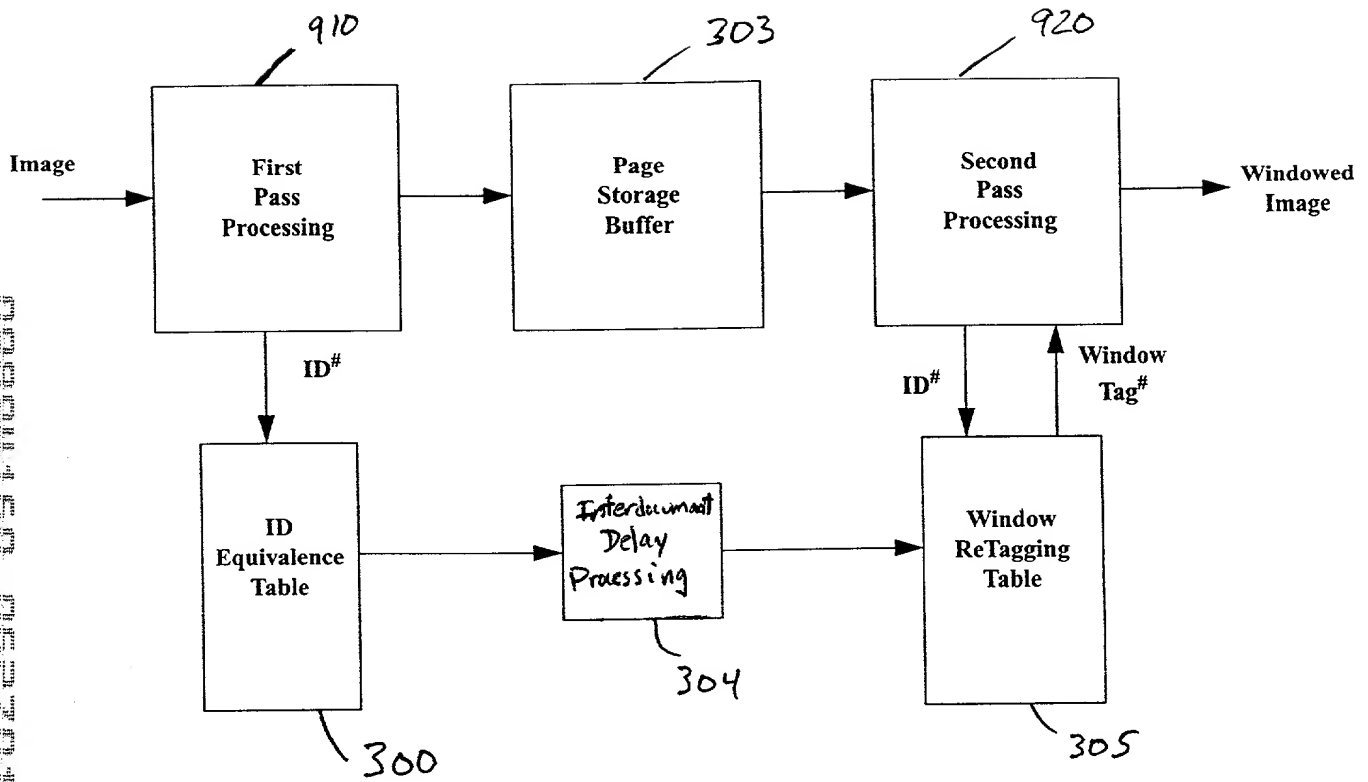 910
303
920
Image
First
Pass
Processing
Page
Storage
Buffer
Second
Pass
Processing
Windowed
Image
ID#
ID#
Window
Tag#
ID
Equivalence
Table
Interdocument
Delay
Processing
Window
ReTagging
Table
300
304
305